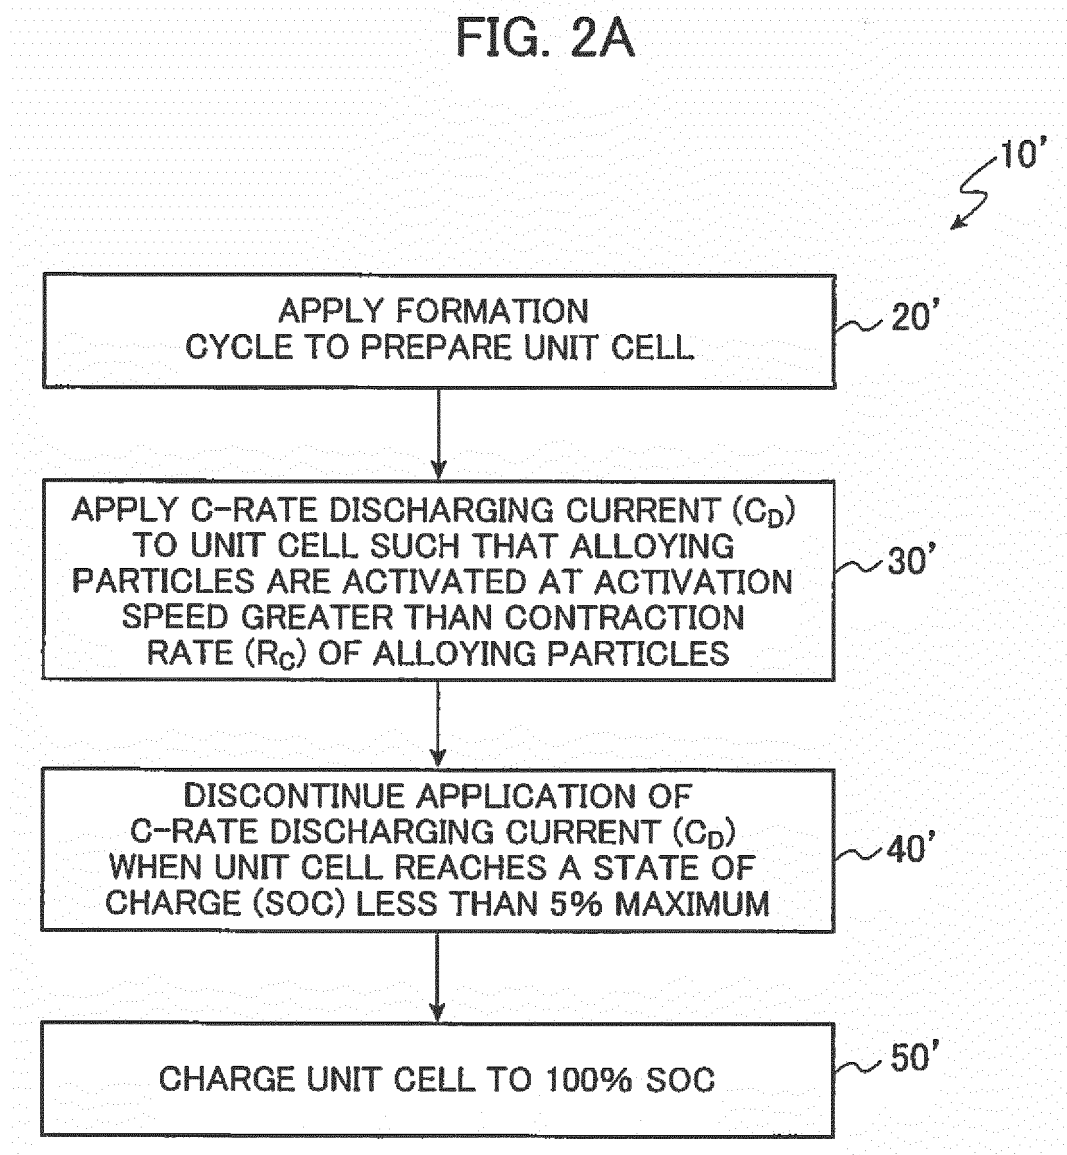 FIG. 2A
10'
APPLY FORMATION
CYCLE TO PREPARE UNIT CELL
20'
APPLY C-RATE DISCHARGING CURRENT (CD)
TO UNIT CELL SUCH THAT ALLOYING
PARTICLES ARE ACTIVATED AT ACTIVATION
SPEED GREATER THAN CONTRACTION
RATE (RC) OF ALLOYING PARTICLES
30'
DISCONTINUE APPLICATION OF
C-RATE DISCHARGING CURRENT (CD)
WHEN UNIT CELL REACHES A STATE OF
CHARGE (SOC) LESS THAN 5% MAXIMUM
40'
CHARGE UNIT CELL TO 100% SOC
50'